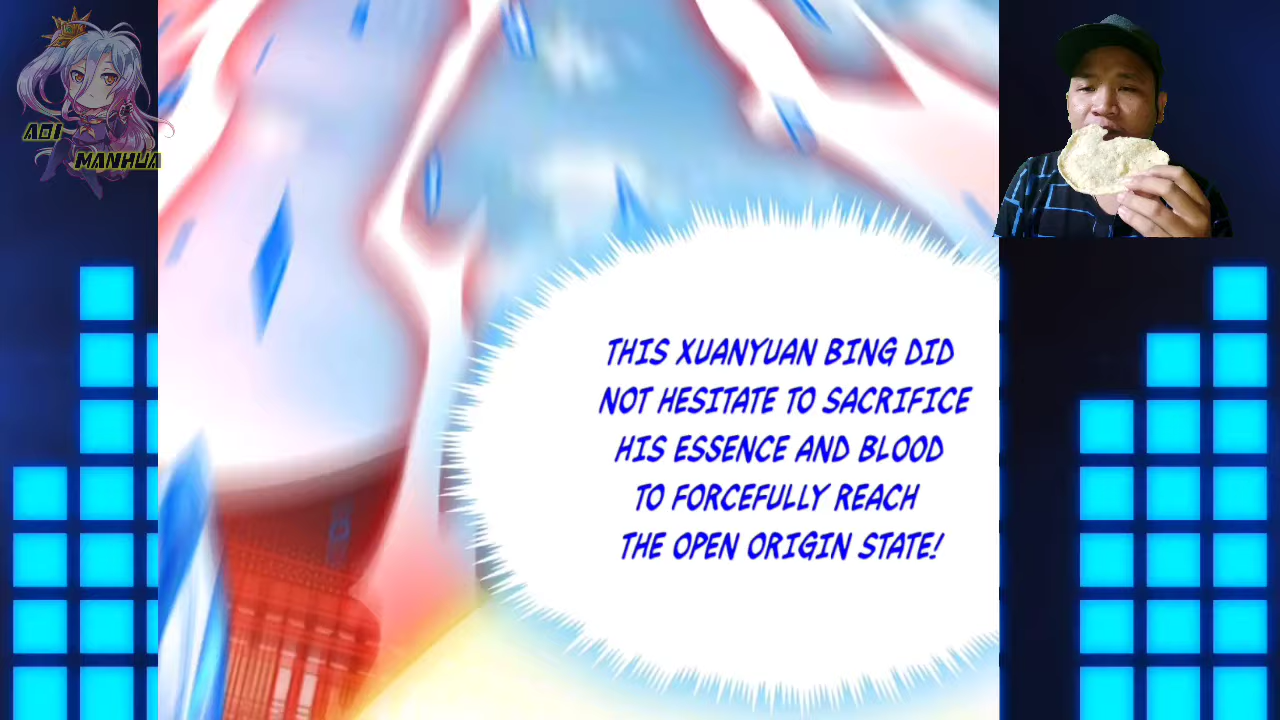 AOI
MANHUA
THIS XUANYUAN BING DID
NOT HESITATE TO SACRIFICE
HIS ESSENCE AND BLOOD
TO FORCEFULLY REACH
THE OPEN ORIGIN STATE!